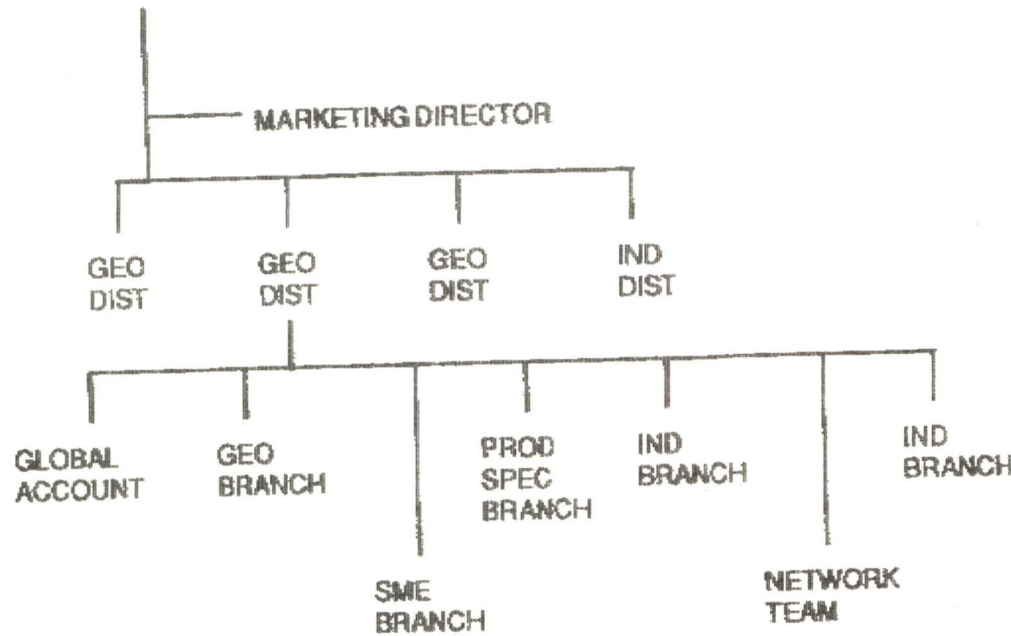 MARKETING DIRECTOR
GEO
DIST
GEO
DIST
GEO
DIST
IND
DIST
GLOBAL
ACCOUNT
GEO
BRANCH
SME
BRANCH
PROD
SPEC
BRANCH
IND
BRANCH
NETWORK
TEAM
IND
BRANCH